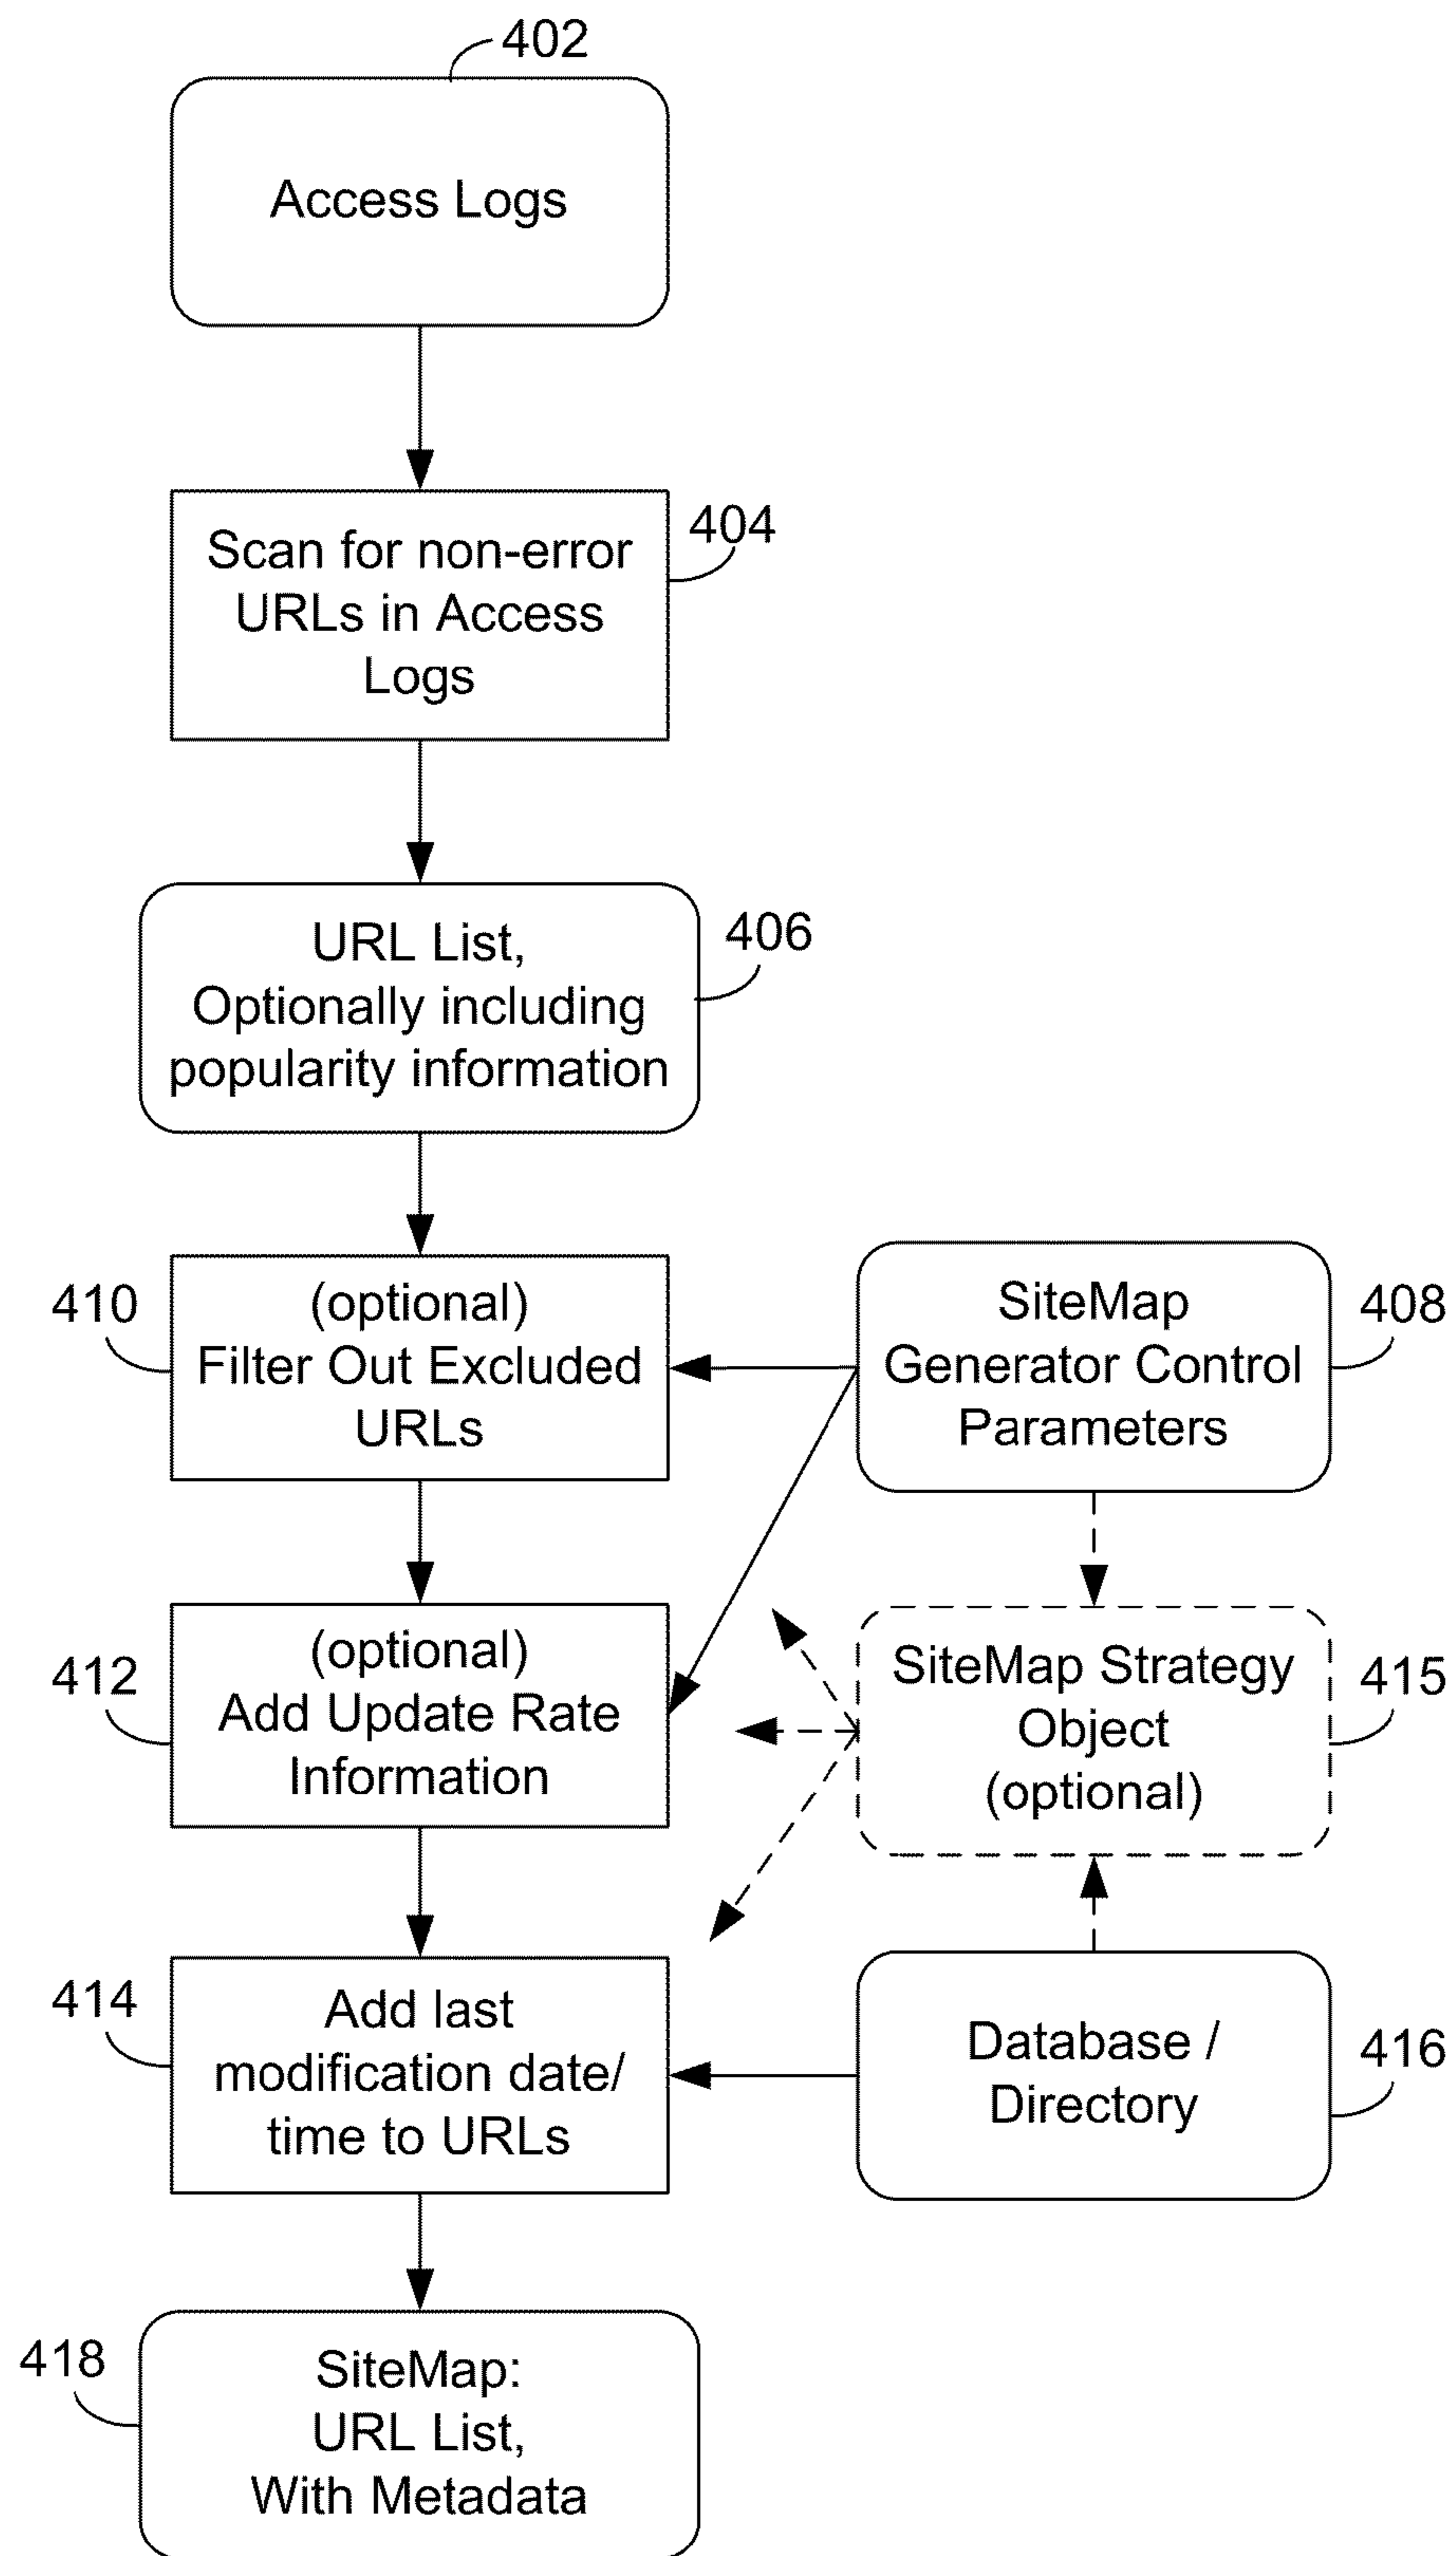 402
Access Logs
404
Scan for non-error
URLs in Access
Logs
406
URL List,
Optionally including
popularity information
410
(optional)
Filter Out Excluded
URLs
408
SiteMap
Generator Control
Parameters
412
(optional)
Add Update Rate
Information
415
SiteMap Strategy
Object
(optional)
414
Add last
modification date/
time to URLs
416
Database /
Directory
418
SiteMap:
URL List,
With Metadata